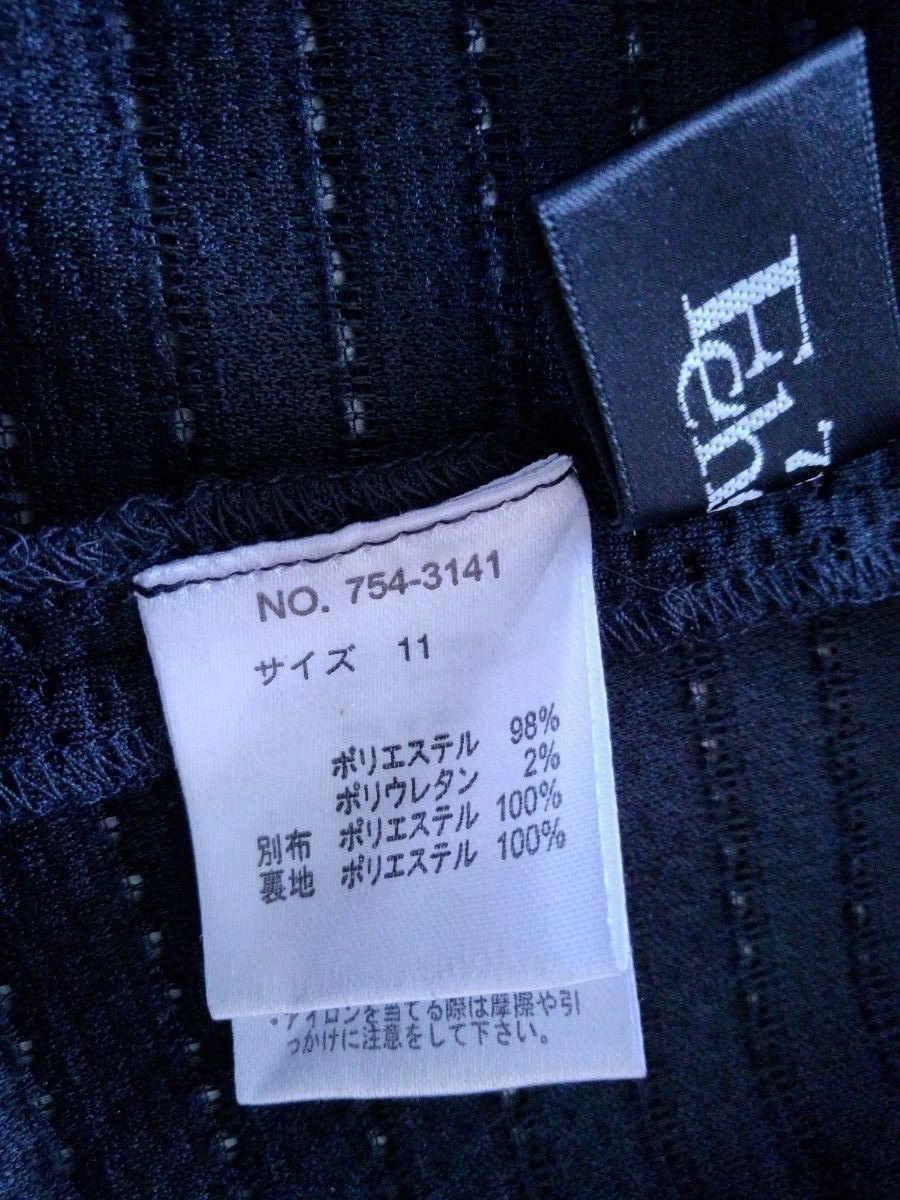 NO. 754-3141
サイズ 11
ポリエステル 98%
ポリウレタン 2%
別布 ポリエステル 100%
裏地 ポリエステル 100%
・アイロンを当てる際は摩擦や引
っかけに注意をして下さい。